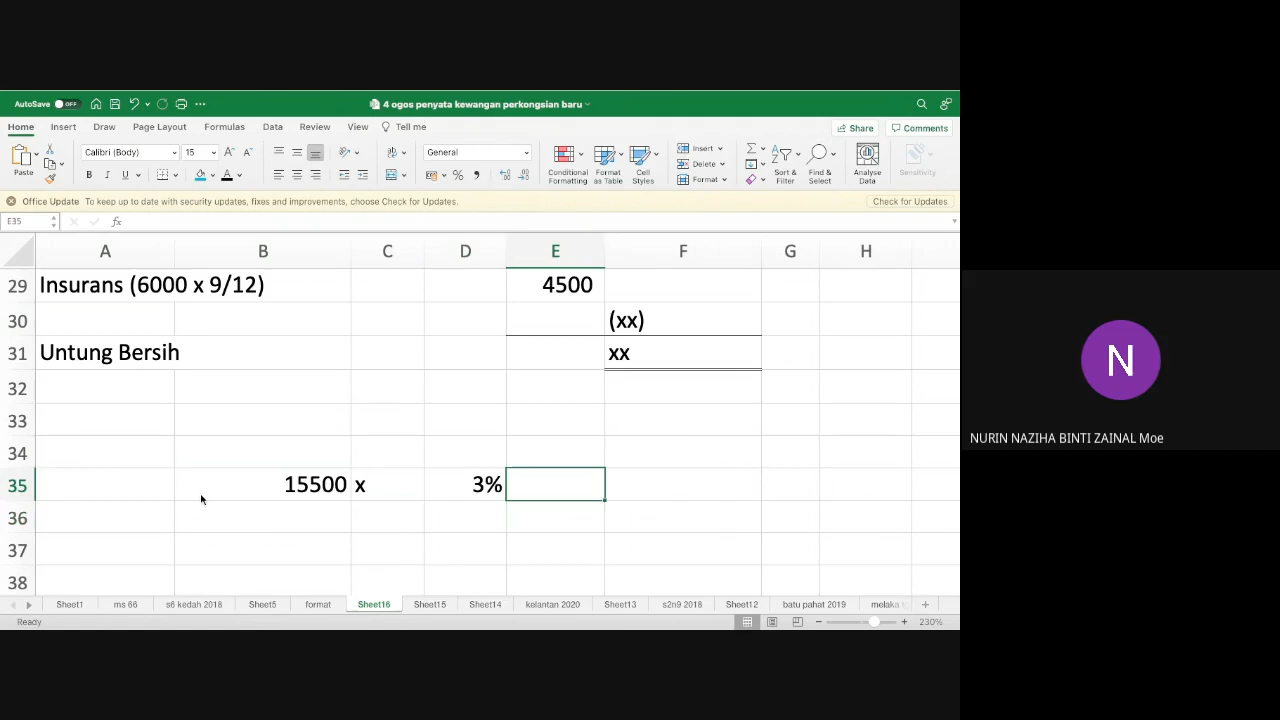 AutoSave OFF
4 ogos penyata kewangan perkongsian baru
Home Insert Draw Page Layout Formulas Data Review View Tell me
Share Comments
Paste
Calibri (Body) 15
General
Conditional Formatting
Format as Table
Cell Styles
Insert
Delete
Format
Sort & Filter
Find & Select
Analyse Data
Sensitivity
Office Update To keep up to date with security updates, fixes and improvements, choose Check for Updates.
Check for Updates
E35 fx
A B C D E F G H
29 Insurans (6000 x 9/12) 4500
30 (xx)
31 Untung Bersih xx
32
33
34
35 15500 x 3%
36
37
38
Sheet1 ms 66 s6 kedah 2018 Sheet5 format Sheet16 Sheet15 Sheet14 kelantan 2020 Sheet13 s2n9 2018 Sheet12 batu pahat 2019 melaka
Ready 230%
N
NURIN NAZIHA BINTI ZAINAL Moe